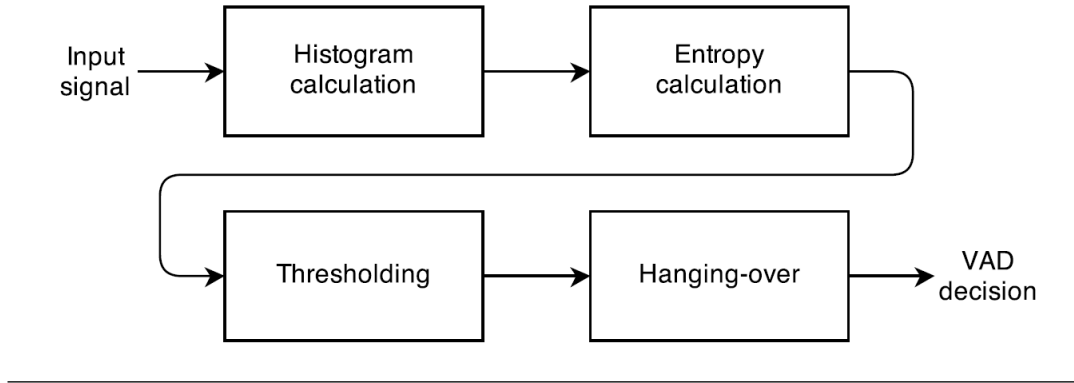 Input
signal
Histogram
calculation
Entropy
calculation
Thresholding
Hanging-over
VAD
decision